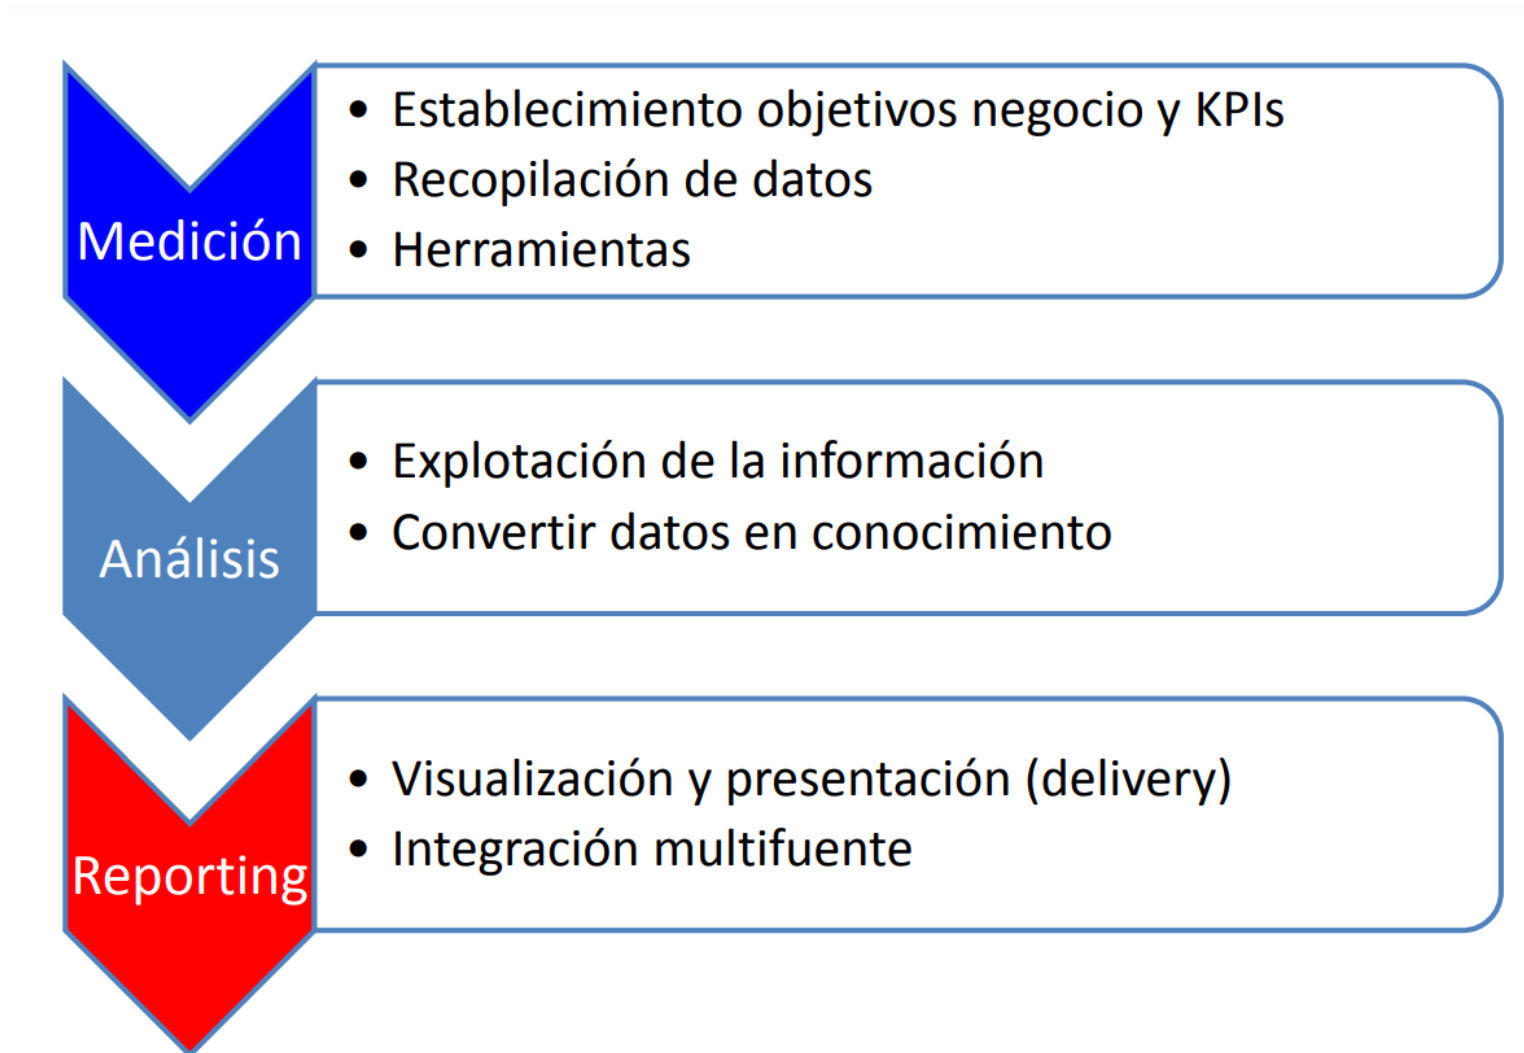 Medición
• Establecimiento objetivos negocio y KPIs
• Recopilación de datos
• Herramientas
Análisis
• Explotación de la información
• Convertir datos en conocimiento
Reporting
• Visualización y presentación (delivery)
• Integración multifuente